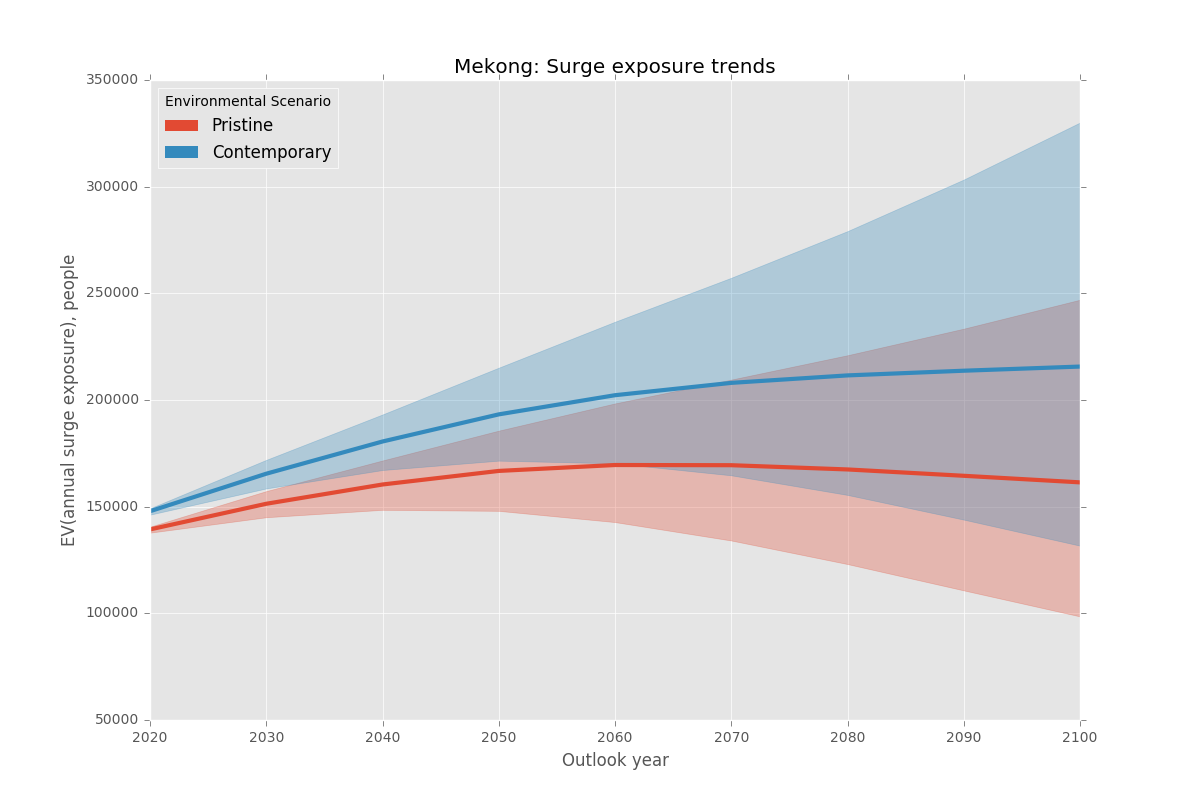 Mekong: Surge exposure trends
Environmental Scenario
Pristine
Contemporary
EV(annual surge exposure), people
350000
300000
250000
200000
150000
100000
50000
2020 2030 2040 2050 2060 2070 2080 2090 2100
Outlook year